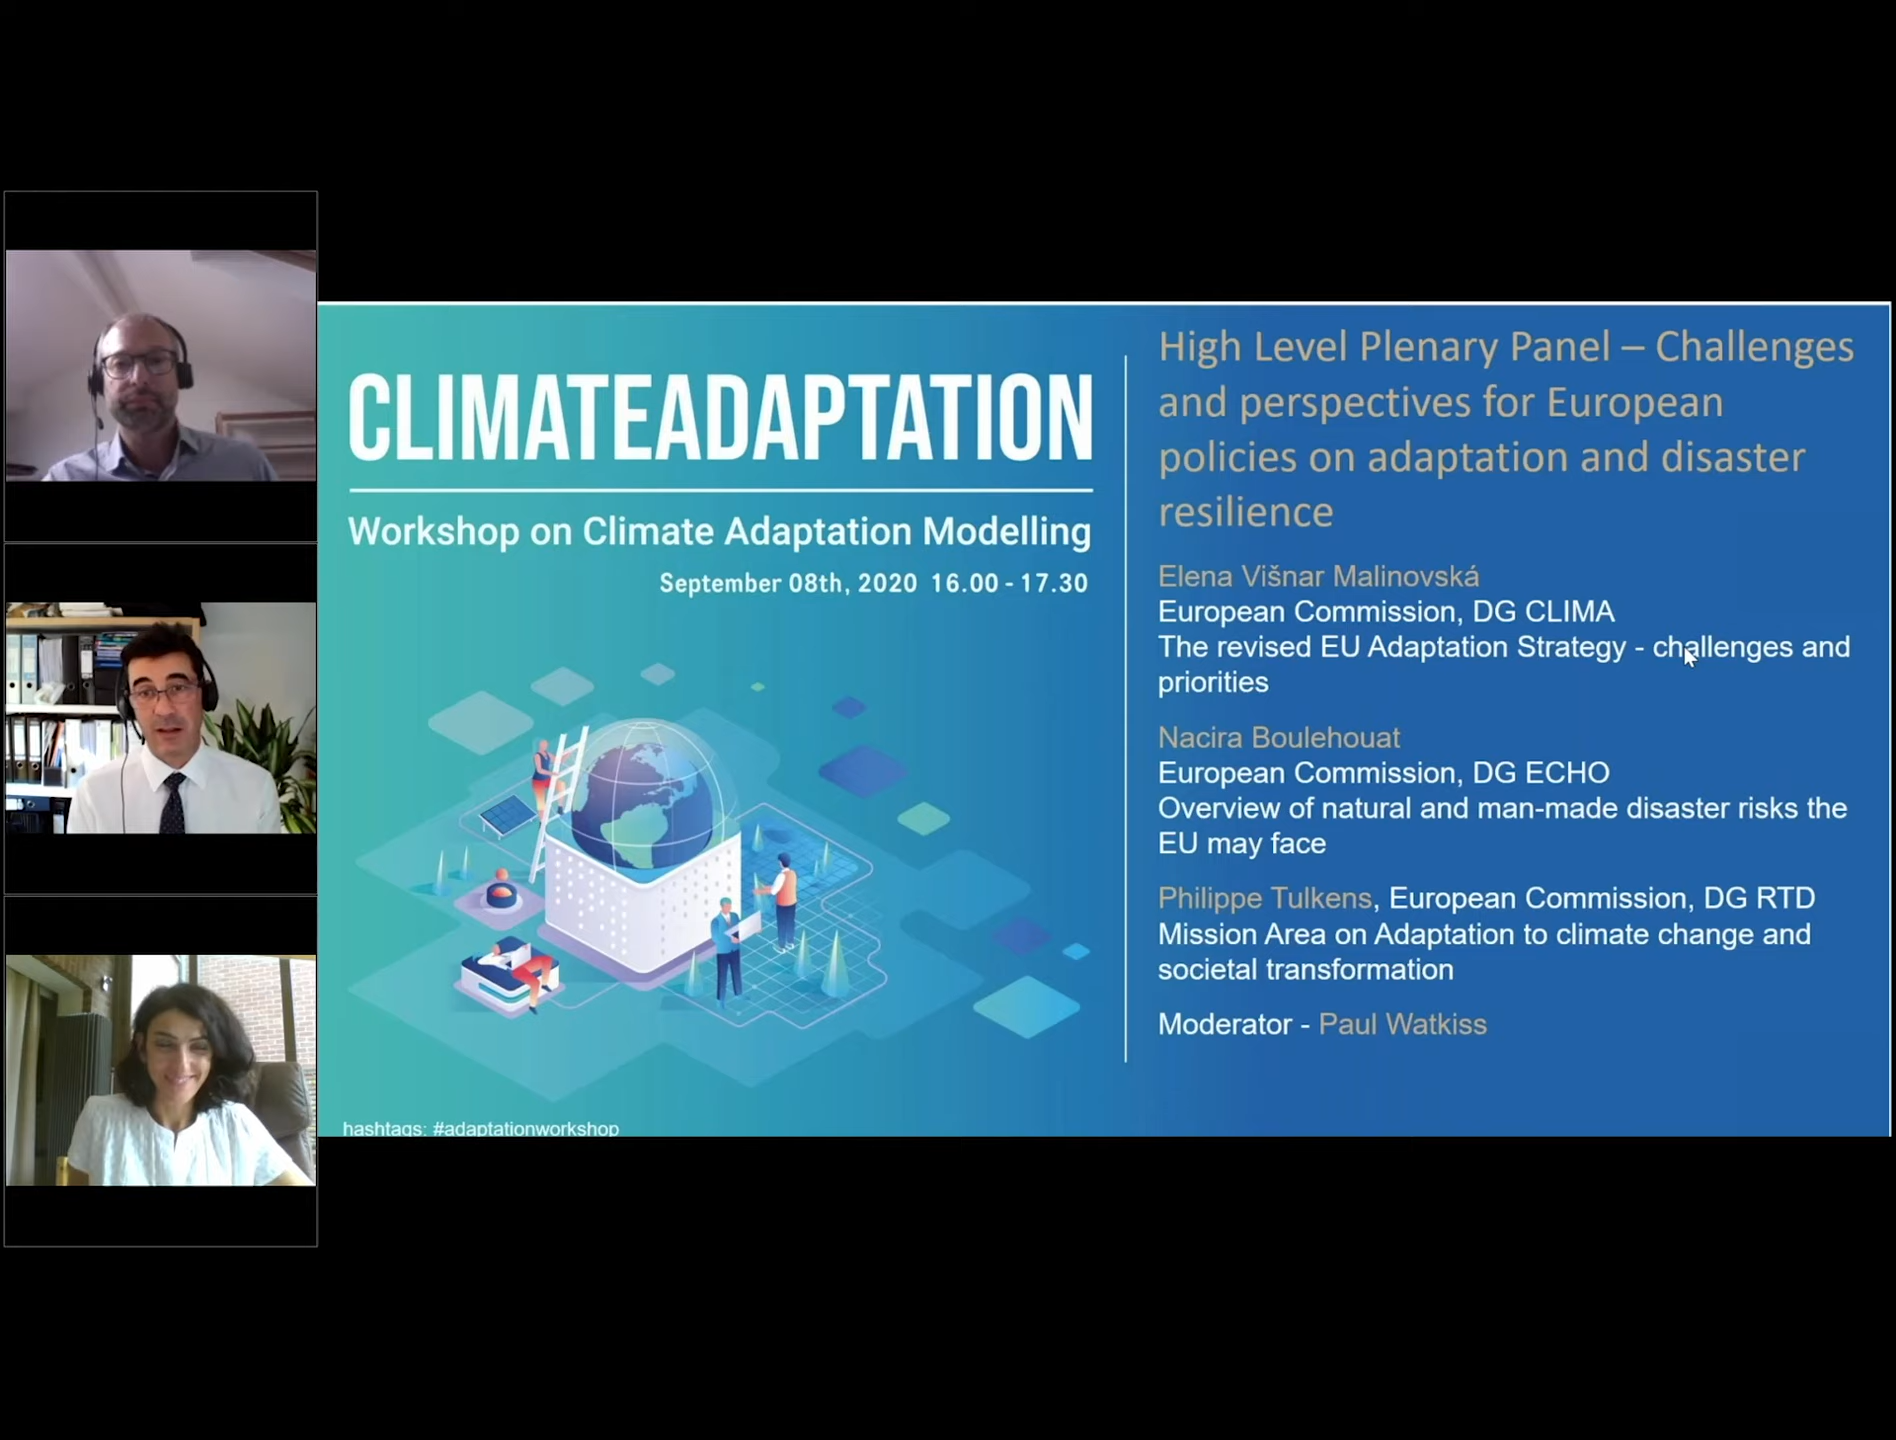 CLIMATEADAPTATION
Workshop on Climate Adaptation Modelling
September 08th, 2020 16.00 - 17.30
hashtags: #adaptationworkshop
High Level Plenary Panel – Challenges
and perspectives for European
policies on adaptation and disaster
resilience
Elena Višnar Malinovská
European Commission, DG CLIMA
The revised EU Adaptation Strategy - challenges and
priorities
Nacira Boulehouat
European Commission, DG ECHO
Overview of natural and man-made disaster risks the
EU may face
Philippe Tulkens, European Commission, DG RTD
Mission Area on Adaptation to climate change and
societal transformation
Moderator - Paul Watkiss